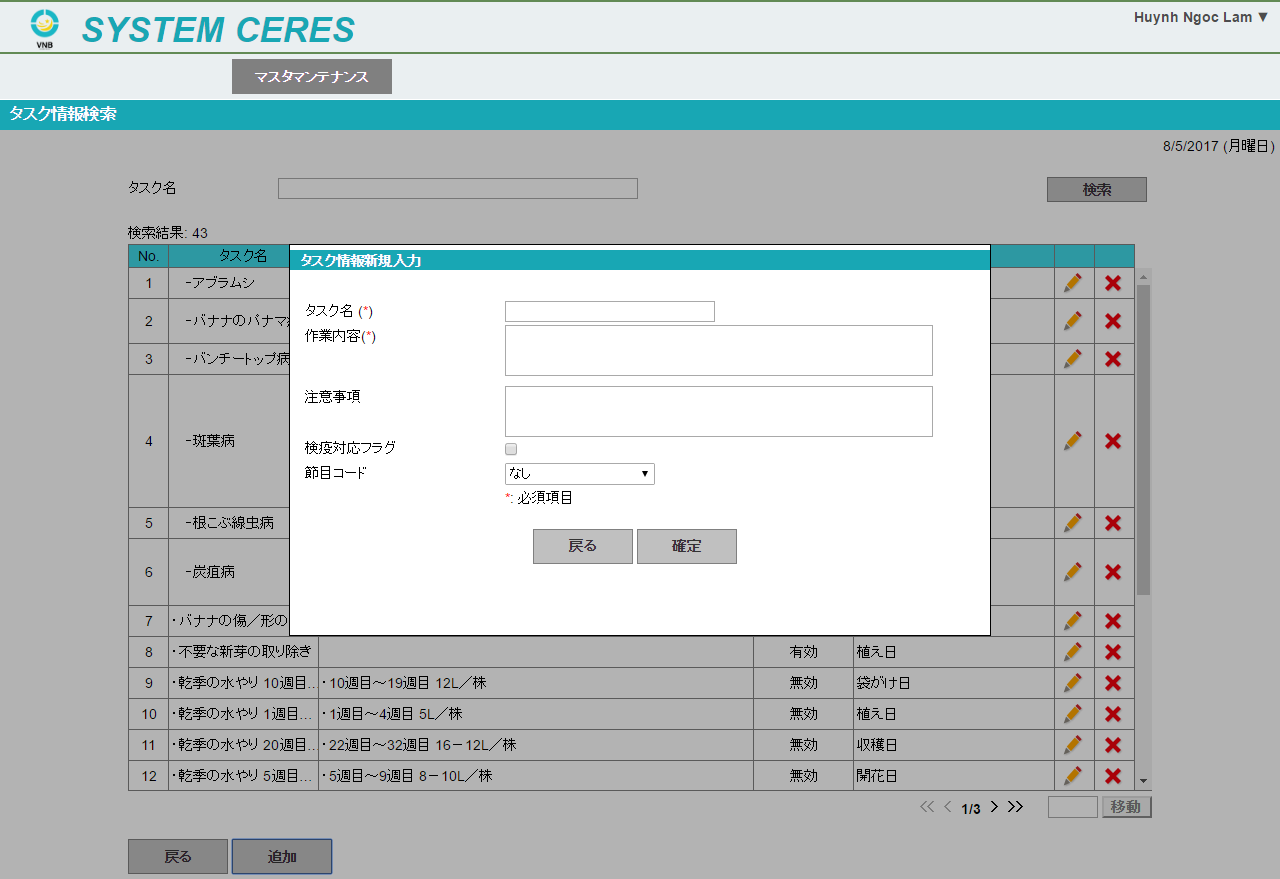 VNB
SYSTEM CERES
Huynh Ngoc Lam ▼
マスタマンテナンス
タスク情報検索
8/5/2017 (月曜日)
タスク名
検索
検索結果: 43
No. タスク名
タスク情報新規入力
タスク名 (*)
作業内容(*)
注意事項
検疫対応フラグ
節目コード なし
*: 必須項目
戻る 確定
1 -アブラムシ
2 -バナナのバナマ
3 -バンチートップ病
4 -斑葉病
5 -根こぶ線虫病
6 -炭疽病
7 ・バナナの傷／形の
8 ・不要な新芽の取り除き 有効 植え日
9 ・乾季の水やり 10週目... ・10週目～19週目 12L／株 無効 袋がけ日
10 ・乾季の水やり 1週目... ・1週目～4週目 5L／株 無効 植え日
11 ・乾季の水やり 20週目... ・22週目～32週目 16－12L／株 無効 収穫日
12 ・乾季の水やり 5週目... ・5週目～9週目 8－10L／株 無効 開花日
1/3 移動
戻る 追加